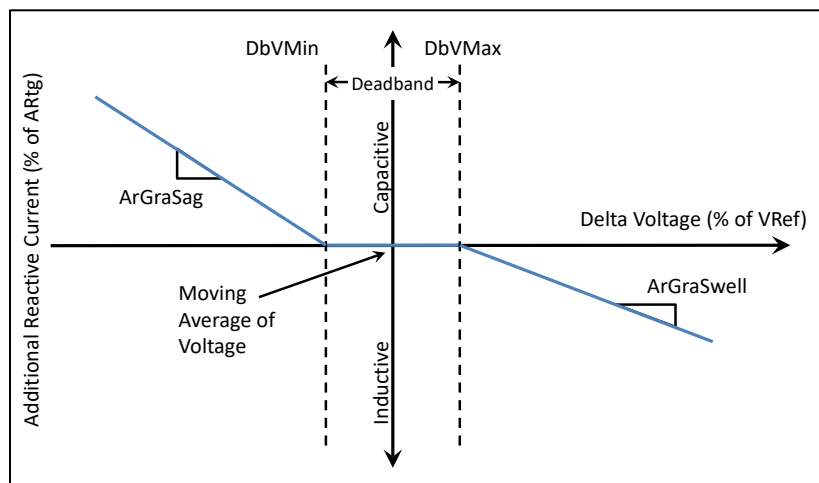 DbVMin
DbVMax
Deadband
Additional Reactive Current (% of ARtg)
Capacitive
ArGraSag
Delta Voltage (% of VRef)
Moving
Average of
Voltage
ArGraSwell
Inductive